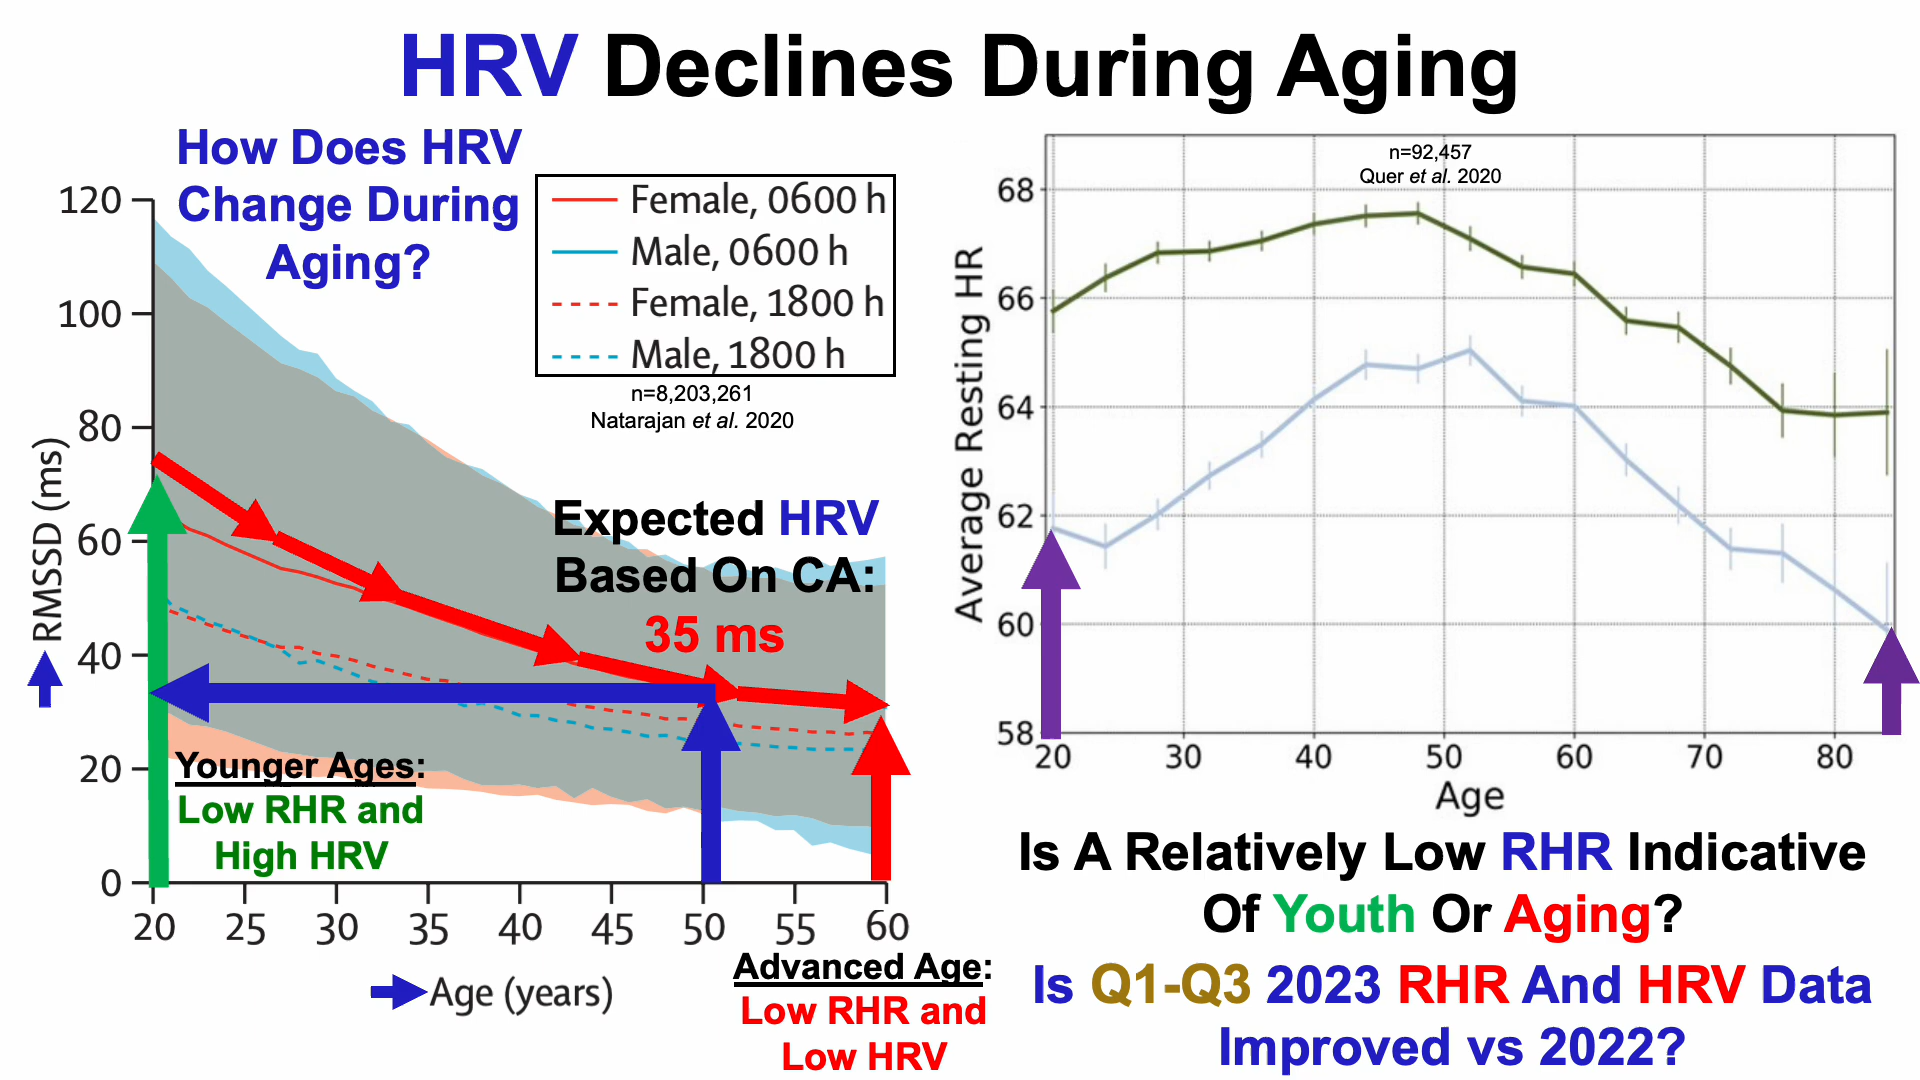 HRV Declines During Aging
How Does HRV
Change During
Aging?
Female, 0600 h
Male, 0600 h
Female, 1800 h
Male, 1800 h
n=8,203,261
Natarajan et al. 2020
120
100
80
60
40
20
0
RMSSD (ms)
Expected HRV
Based On CA:
35 ms
Younger Ages:
Low RHR and
High HRV
20 25 30 35 40 45 50 55 60
Age (years)
Advanced Age:
Low RHR and
Low HRV
n=92,457
Quer et al. 2020
68
66
64
62
60
58
Average Resting HR
20 30 40 50 60 70 80
Age
Is A Relatively Low RHR Indicative
Of Youth Or Aging?
Is Q1-Q3 2023 RHR And HRV Data
Improved vs 2022?